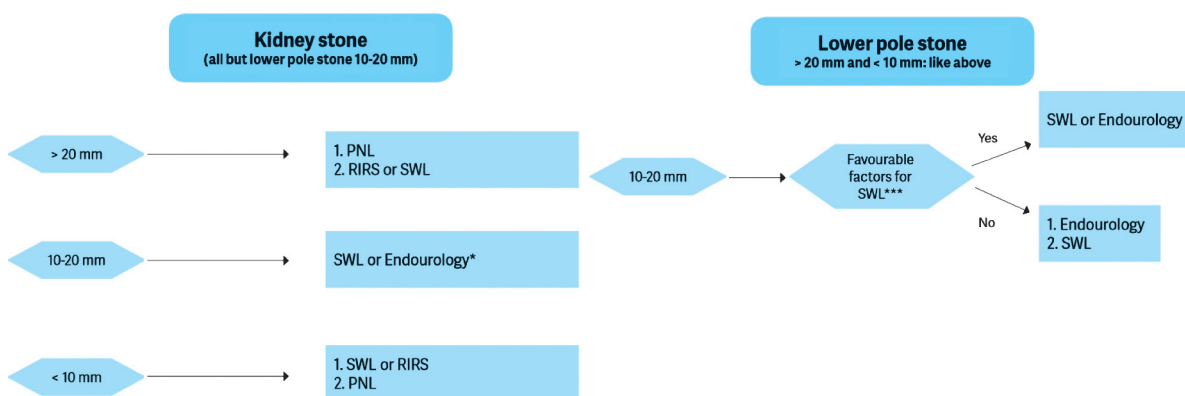 Kidney stone
(all but lower pole stone 10-20 mm)
> 20 mm
1. PNL
2. RIRS or SWL
10-20 mm
SWL or Endourology*
< 10 mm
1. SWL or RIRS
2. PNL
Lower pole stone
> 20 mm and < 10 mm: like above
10-20 mm
Favourable
factors for
SWL***
Yes
SWL or Endourology
No
1. Endourology
2. SWL